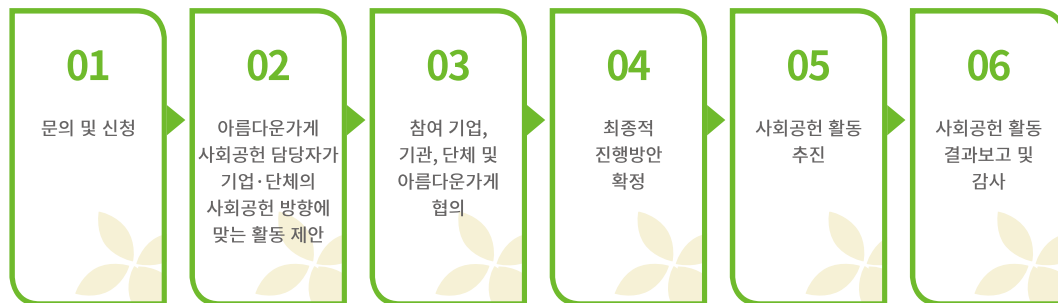 01
문의 및 신청
02
아름다운가게
사회공헌 담당자가
기업·단체의
사회공헌 방향에
맞는 활동 제안
03
참여 기업,
기관, 단체 및
아름다운가게
협의
04
최종적
진행방안
확정
05
사회공헌 활동
추진
06
사회공헌 활동
결과보고 및
감사